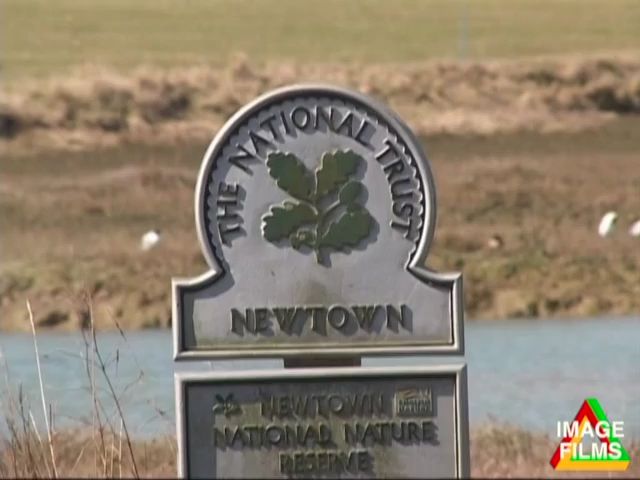 THE NATIONAL TRUST
NEWTOWN
NEWTOWN
NATIONAL NATURE
RESERVE
IMAGE
FILMS